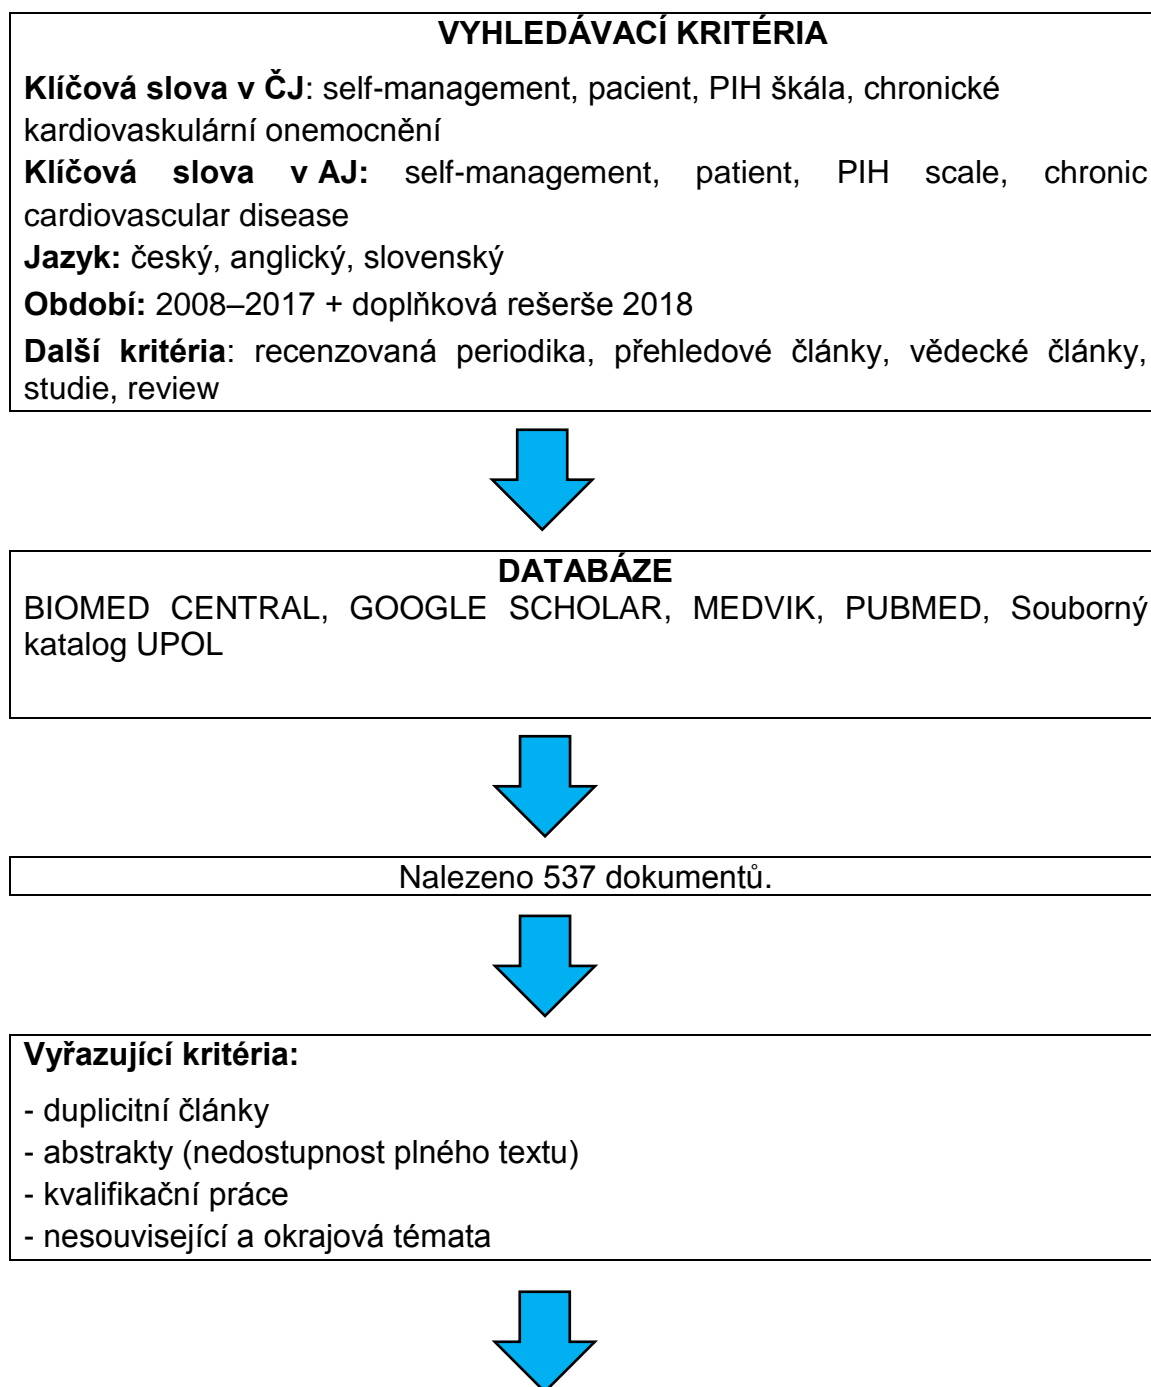 VYHLEDÁVACÍ KRITÉRIA
Klíčová slova v ČJ: self-management, pacient, PIH škála, chronické
kardiovaskulární onemocnění
Klíčová slova v AJ: self-management, patient, PIH scale, chronic
cardiovascular disease
Jazyk: český, anglický, slovenský
Období: 2008–2017 + doplňková rešerše 2018
Další kritéria: recenzovaná periodika, přehledové články, vědecké články,
studie, review
DATABÁZE
BIOMED CENTRAL, GOOGLE SCHOLAR, MEDVIK, PUBMED, Souborný
katalog UPOL
Nalezeno 537 dokumentů.
Vyřazující kritéria:
- duplicitní články
- abstrakty (nedostupnost plného textu)
- kvalifikační práce
- nesouvisející a okrajová témata